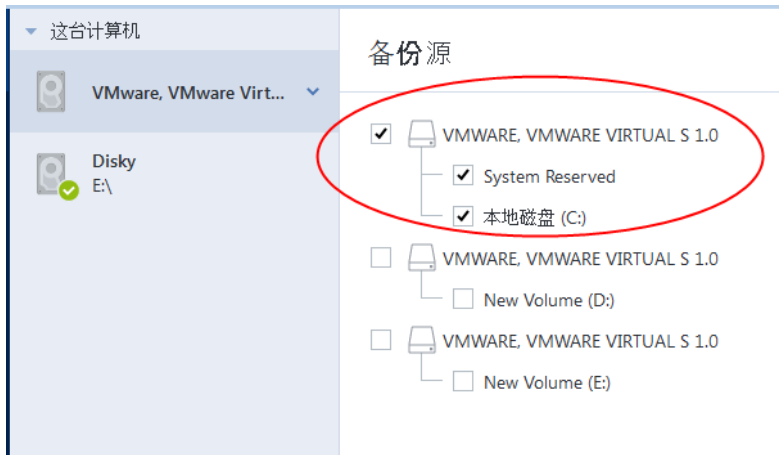 这台计算机
VMware, VMware Virt...
Disky
E:\
备份源
VMWARE, VMWARE VIRTUAL S 1.0
System Reserved
本地磁盘 (C:)
VMWARE, VMWARE VIRTUAL S 1.0
New Volume (D:)
VMWARE, VMWARE VIRTUAL S 1.0
New Volume (E:)